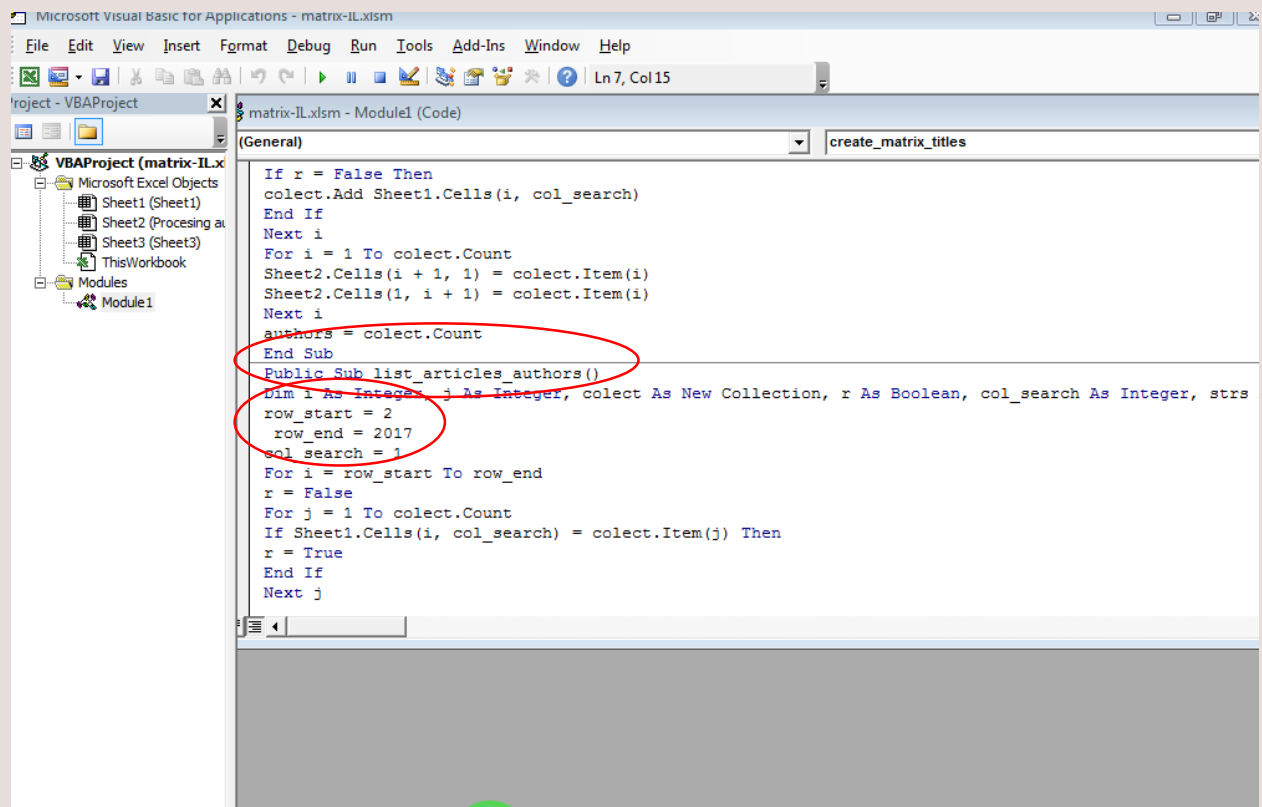 Microsoft Visual Basic for Applications - matrix-IL.xlsm
File Edit View Insert Format Debug Run Tools Add-Ins Window Help
Ln 7, Col 15
roject - VBAProject
matrix-IL.xlsm - Module1 (Code)
(General) create_matrix_titles
VBAProject (matrix-IL.x
Microsoft Excel Objects
Sheet1 (Sheet1)
Sheet2 (Procesing au
Sheet3 (Sheet3)
ThisWorkbook
Modules
Module1
If r = False Then
colect.Add Sheet1.Cells(i, col_search)
End If
Next i
For i = 1 To colect.Count
Sheet2.Cells(i + 1, 1) = colect.Item(i)
Sheet2.Cells(1, i + 1) = colect.Item(i)
Next i
authors = colect.Count
End Sub
Public Sub list_articles_authors()
Dim i As Integer, j As Integer, colect As New Collection, r As Boolean, col_search As Integer, strs
row_start = 2
row_end = 2017
col_search = 1
For i = row_start To row_end
r = False
For j = 1 To colect.Count
If Sheet1.Cells(i, col_search) = colect.Item(j) Then
r = True
End If
Next j